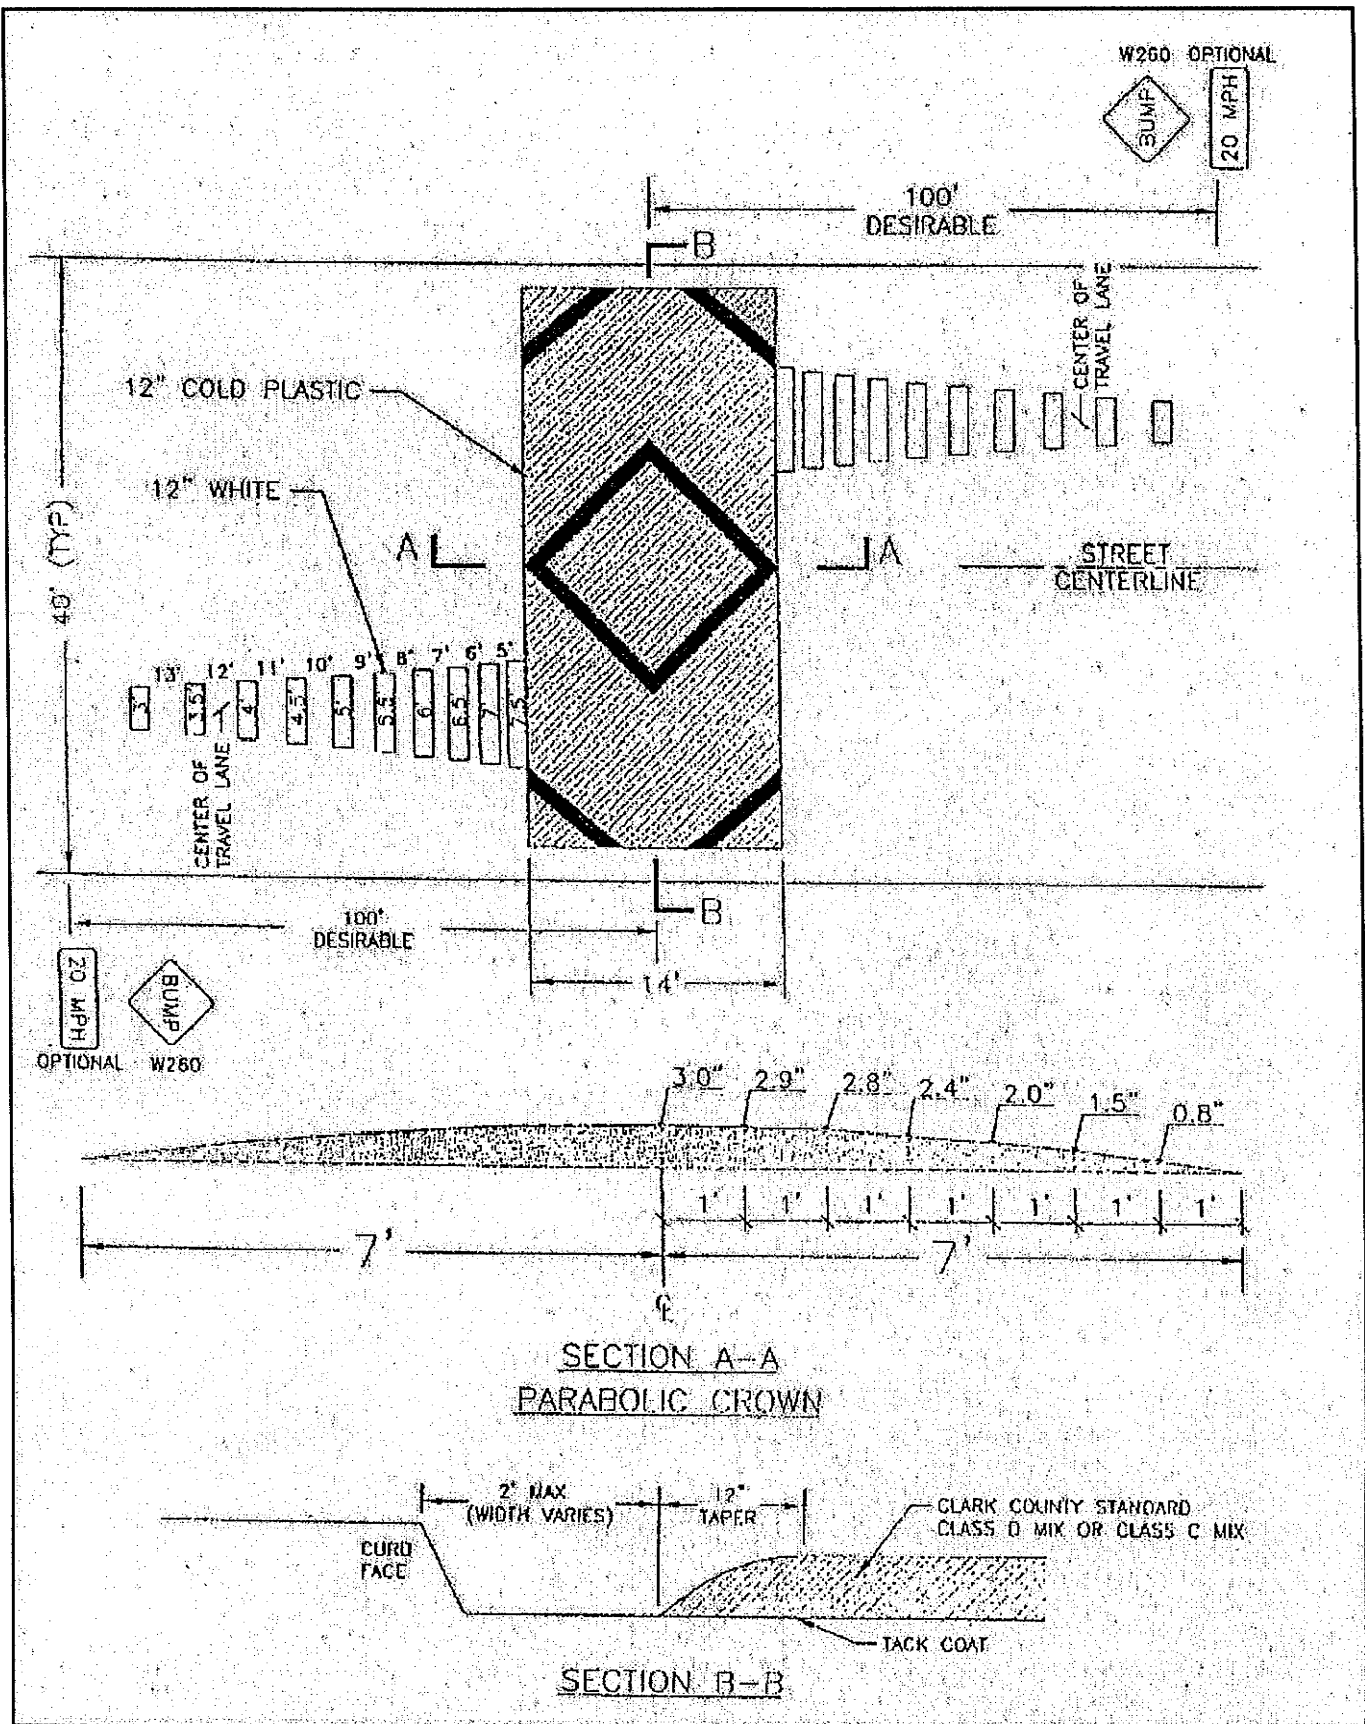 W260 OPTIONAL
BUMP
20 MPH
100'
DESIRABLE
B
CENTER OF
TRAVEL LANE
12" COLD PLASTIC
12" WHITE
40' (TYP)
A
A
STREET
CENTERLINE
13' 12' 11' 10' 9' 8' 7' 6' 5'
3' 3.5' 4' 4.5' 5' 5.5' 6' 6.5' 7' 7.5'
CENTER OF
TRAVEL LANE
B
100'
DESIRABLE
14'
20 MPH
BUMP
OPTIONAL W260
3.0" 2.9" 2.8" 2.4" 2.0" 1.5" 0.8"
1' 1' 1' 1' 1' 1' 1'
7' 7'
℄
SECTION A-A
PARABOLIC CROWN
2' MAX
(WIDTH VARIES)
12"
TAPER
CLARK COUNTY STANDARD
CLASS D MIX OR CLASS C MIX
CURB
FACE
TACK COAT
SECTION B-B